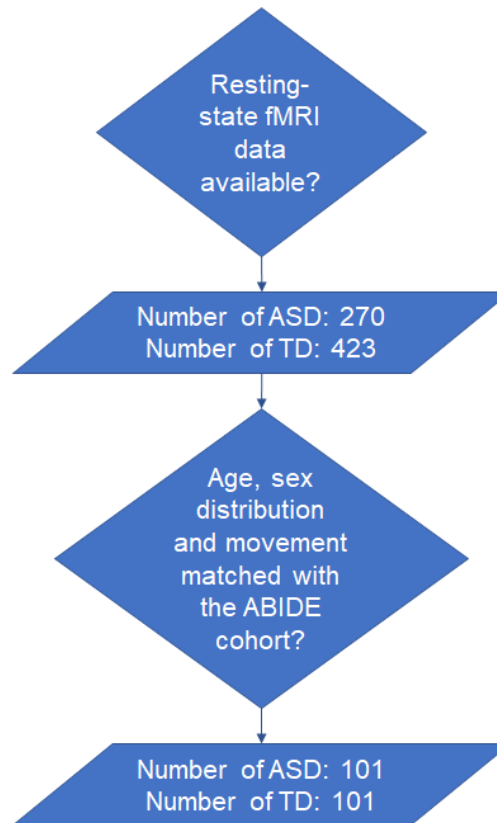 Resting-
state fMRI
data
available?
Number of ASD: 270
Number of TD: 423
Age, sex
distribution
and movement
matched with
the ABIDE
cohort?
Number of ASD: 101
Number of TD: 101